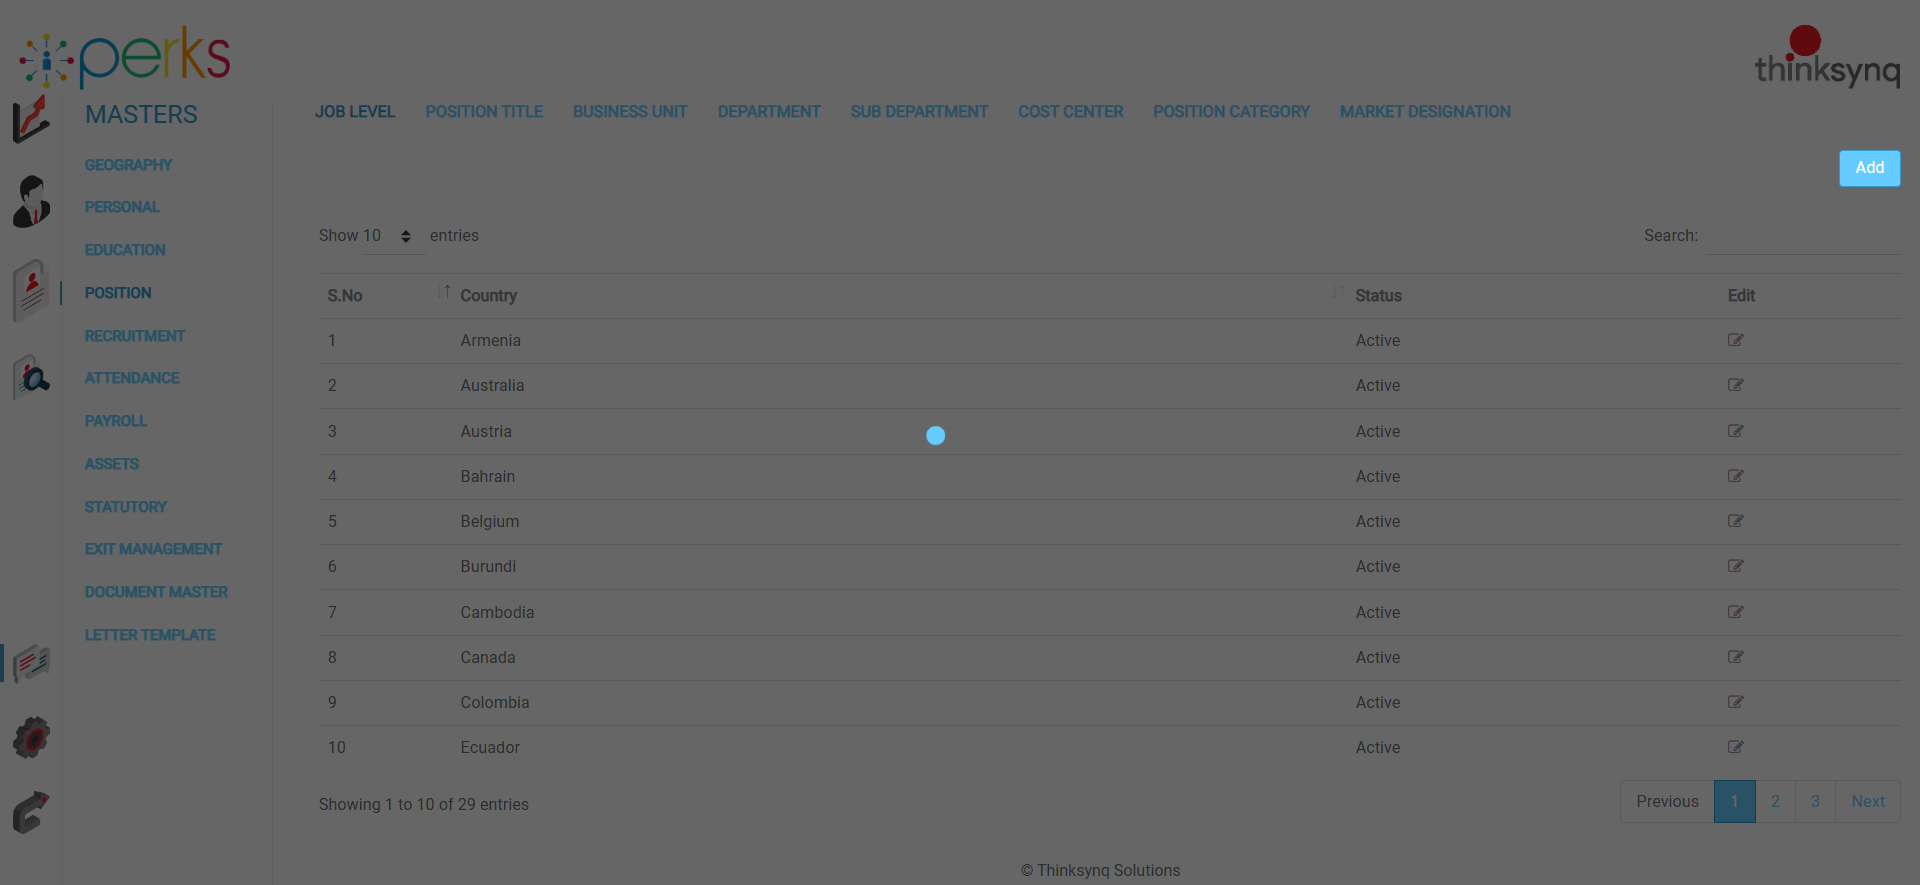 perks
thinksynq
MASTERS
JOB LEVEL POSITION TITLE BUSINESS UNIT DEPARTMENT SUB DEPARTMENT COST CENTER POSITION CATEGORY MARKET DESIGNATION
GEOGRAPHY
PERSONAL
EDUCATION
POSITION
RECRUITMENT
ATTENDANCE
PAYROLL
ASSETS
STATUTORY
EXIT MANAGEMENT
DOCUMENT MASTER
LETTER TEMPLATE
Add
Show 10 entries Search:
S.No Country Status Edit
1 Armenia Active
2 Australia Active
3 Austria Active
4 Bahrain Active
5 Belgium Active
6 Burundi Active
7 Cambodia Active
8 Canada Active
9 Colombia Active
10 Ecuador Active
Showing 1 to 10 of 29 entries Previous 1 2 3 Next
© Thinksynq Solutions